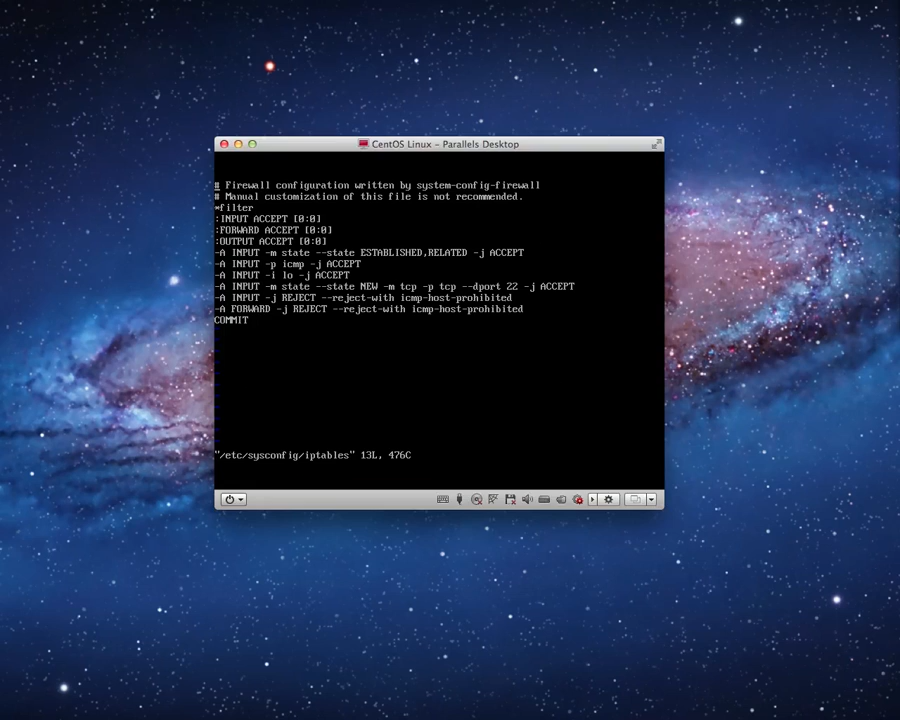 CentOS Linux - Parallels Desktop
# Firewall configuration written by system-config-firewall
# Manual customization of this file is not recommended.
*filter
:INPUT ACCEPT [0:0]
:FORWARD ACCEPT [0:0]
:OUTPUT ACCEPT [0:0]
-A INPUT -m state --state ESTABLISHED,RELATED -j ACCEPT
-A INPUT -p icmp -j ACCEPT
-A INPUT -i lo -j ACCEPT
-A INPUT -m state --state NEW -m tcp -p tcp --dport 22 -j ACCEPT
-A INPUT -j REJECT --reject-with icmp-host-prohibited
-A FORWARD -j REJECT --reject-with icmp-host-prohibited
COMMIT
~
~
~
~
~
~
~
~
~
~
~
"/etc/sysconfig/iptables" 13L, 476C